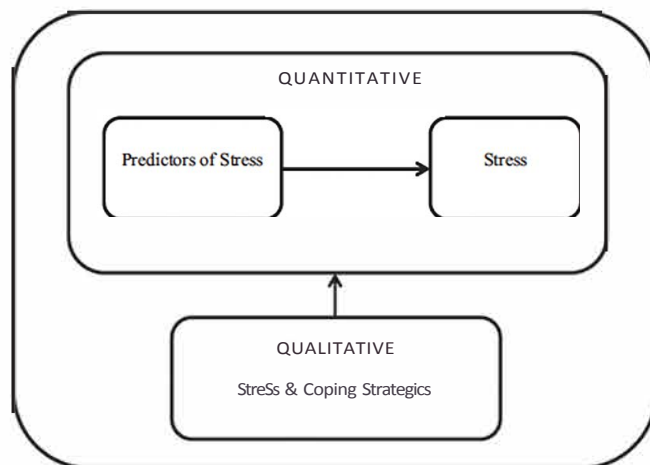 QUANTITATIVE
Predictors of Stress
Stress
QUALITATIVE
StreSs & Coping Strategics